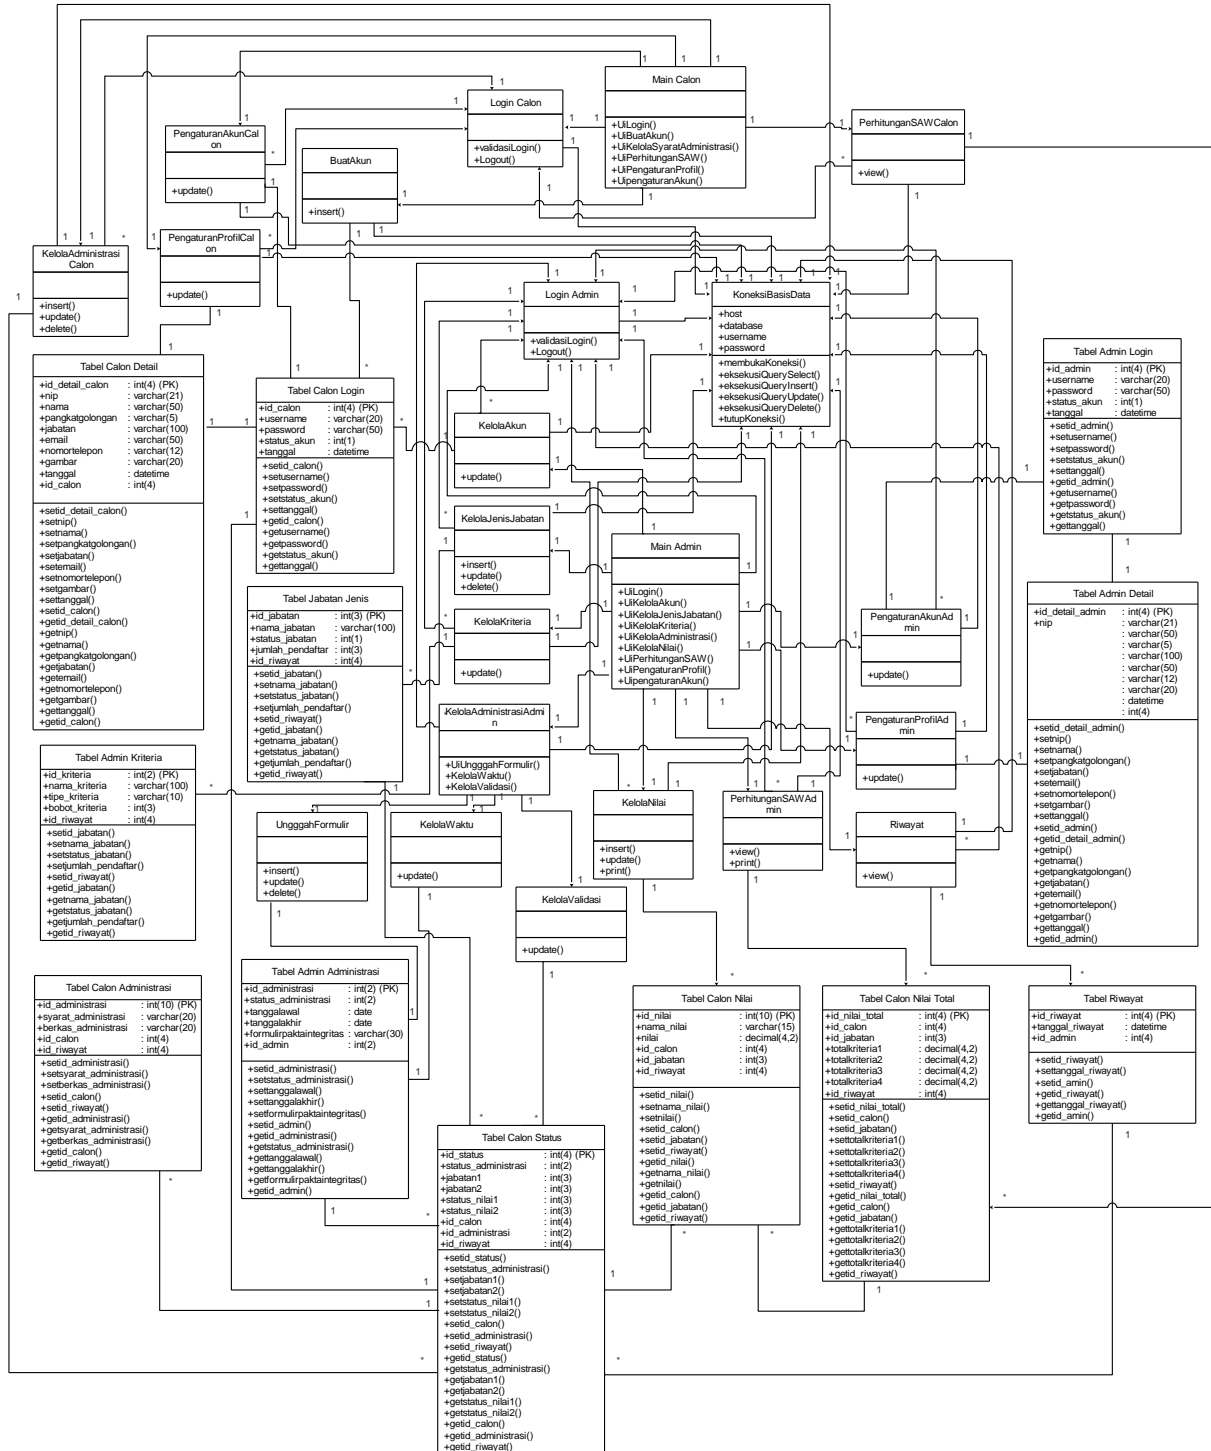 Main Calon
+UiLogin()
+UiBuatAkun()
+UiKelolaSyaratAdministrasi()
+UiPerhitunganSAW()
+UiPengaturanProfil()
+UipengaturanAkun()
Login Calon
+validasiLogin()
+Logout()
PerhitunganSAWCalon
+view()
PengaturanAkunCal
on
+update()
BuatAkun
+insert()
KelolaAdministrasi
Calon
+insert()
+update()
+delete()
PengaturanProfilCal
on
+update()
Login Admin
+validasiLogin()
+Logout()
KoneksiBasisData
+host
+database
+username
+password
+membukaKoneksi()
+eksekusiQuerySelect()
+eksekusiQueryInsert()
+eksekusiQueryUpdate()
+eksekusiQueryDelete()
+tutupKoneksi()
Tabel Admin Login
+id_admin : int(4) (PK)
+username : varchar(20)
+password : varchar(50)
+status_akun : int(1)
+tanggal : datetime
+setid_admin()
+setusername()
+setpassword()
+setstatus_akun()
+settanggal()
+getid_admin()
+getusername()
+getpassword()
+getstatus_akun()
+gettanggal()
Tabel Calon Detail
+id_detail_calon : int(4) (PK)
+nip : varchar(21)
+nama : varchar(50)
+pangkatgolongan : varchar(5)
+jabatan : varchar(100)
+email : varchar(50)
+nomortelepon : varchar(12)
+gambar : varchar(20)
+tanggal : datetime
+id_calon : int(4)
+setid_detail_calon()
+setnip()
+setnama()
+setpangkatgolongan()
+setjabatan()
+setemail()
+setnomortelepon()
+setgambar()
+settanggal()
+setid_calon()
+getid_detail_calon()
+getnip()
+getnama()
+getpangkatgolongan()
+getjabatan()
+getemail()
+getnomortelepon()
+getgambar()
+gettanggal()
+getid_calon()
Tabel Calon Login
+id_calon : int(4) (PK)
+username : varchar(20)
+password : varchar(50)
+status_akun : int(1)
+tanggal : datetime
+setid_calon()
+setusername()
+setpassword()
+setstatus_akun()
+settanggal()
+getid_calon()
+getusername()
+getpassword()
+getstatus_akun()
+gettanggal()
KelolaAkun
+update()
KelolaJenisJabatan
+insert()
+update()
+delete()
Main Admin
+UiLogin()
+UiKelolaAkun()
+UiKelolaJenisJabatan()
+UiKelolaKriteria()
+UiKelolaAdministrasi()
+UiKelolaNilai()
+UiPerhitunganSAW()
+UiPengaturanProfil()
+UipengaturanAkun()
Tabel Jabatan Jenis
+id_jabatan : int(3) (PK)
+nama_jabatan : varchar(100)
+status_jabatan : int(1)
+jumlah_pendaftar : int(3)
+id_riwayat : int(4)
+setid_jabatan()
+setnama_jabatan()
+setstatus_jabatan()
+setjumlah_pendaftar()
+setid_riwayat()
+getid_jabatan()
+getnama_jabatan()
+getstatus_jabatan()
+getjumlah_pendaftar()
+getid_riwayat()
KelolaKriteria
+update()
PengaturanAkunAd
min
+update()
Tabel Admin Detail
+id_detail_admin : int(4) (PK)
+nip : varchar(21)
: varchar(50)
: varchar(5)
: varchar(100)
: varchar(50)
: varchar(12)
: varchar(20)
: datetime
: int(4)
+setid_detail_admin()
+setnip()
+setnama()
+setpangkatgolongan()
+setjabatan()
+setemail()
+setnomortelepon()
+setgambar()
+settanggal()
+setid_admin()
+getid_detail_admin()
+getnip()
+getnama()
+getpangkatgolongan()
+getjabatan()
+getemail()
+getnomortelepon()
+getgambar()
+gettanggal()
+getid_admin()
KelolaAdministrasiAdmi
n
+UiUngggahFormulir()
+KelolaWaktu()
+KelolaValidasi()
PengaturanProfilAd
min
+update()
Tabel Admin Kriteria
+id_kriteria : int(2) (PK)
+nama_kriteria : varchar(100)
+tipe_kriteria : varchar(10)
+bobot_kriteria : int(3)
+id_riwayat : int(4)
+setid_jabatan()
+setnama_jabatan()
+setstatus_jabatan()
+setjumlah_pendaftar()
+setid_riwayat()
+getid_jabatan()
+getnama_jabatan()
+getstatus_jabatan()
+getjumlah_pendaftar()
+getid_riwayat()
UngggahFormulir
+insert()
+update()
+delete()
KelolaWaktu
+update()
KelolaNilai
+insert()
+update()
+print()
PerhitunganSAWAd
min
+view()
+print()
Riwayat
+view()
KelolaValidasi
+update()
Tabel Calon Administrasi
+id_administrasi : int(10) (PK)
+syarat_administrasi : varchar(20)
+berkas_administrasi : varchar(20)
+id_calon : int(4)
+id_riwayat : int(4)
+setid_administrasi()
+setsyarat_administrasi()
+setberkas_administrasi()
+setid_calon()
+setid_riwayat()
+getid_administrasi()
+getsyarat_administrasi()
+getberkas_administrasi()
+getid_calon()
+getid_riwayat()
Tabel Admin Administrasi
+id_administrasi : int(2) (PK)
+status_administrasi : int(2)
+tanggalawal : date
+tanggalakhir : date
+formulirpaktaintegritas : varchar(30)
+id_admin : int(2)
+setid_administrasi()
+setstatus_administrasi()
+settanggalawal()
+settanggalakhir()
+setformulirpaktaintegritas()
+setid_admin()
+getid_administrasi()
+getstatus_administrasi()
+gettanggalawal()
+gettanggalakhir()
+getformulirpaktaintegritas()
+getid_admin()
Tabel Calon Nilai
+id_nilai : int(10) (PK)
+nama_nilai : varchar(15)
+nilai : decimal(4,2)
+id_calon : int(4)
+id_jabatan : int(3)
+id_riwayat : int(4)
+setid_nilai()
+setnama_nilai()
+setnilai()
+setid_calon()
+setid_jabatan()
+setid_riwayat()
+getid_nilai()
+getnama_nilai()
+getnilai()
+getid_calon()
+getid_jabatan()
+getid_riwayat()
Tabel Calon Nilai Total
+id_nilai_total : int(4) (PK)
+id_calon : int(4)
+id_jabatan : int(3)
+totalkriteria1 : decimal(4,2)
+totalkriteria2 : decimal(4,2)
+totalkriteria3 : decimal(4,2)
+totalkriteria4 : decimal(4,2)
+id_riwayat : int(4)
+setid_nilai_total()
+setid_calon()
+setid_jabatan()
+settotalkriteria1()
+settotalkriteria2()
+settotalkriteria3()
+settotalkriteria4()
+setid_riwayat()
+getid_nilai_total()
+getid_calon()
+getid_jabatan()
+gettotalkriteria1()
+gettotalkriteria2()
+gettotalkriteria3()
+gettotalkriteria4()
+getid_riwayat()
Tabel Riwayat
+id_riwayat : int(4) (PK)
+tanggal_riwayat : datetime
+id_admin : int(4)
+setid_riwayat()
+settanggal_riwayat()
+setid_amin()
+getid_riwayat()
+gettanggal_riwayat()
+getid_amin()
Tabel Calon Status
+id_status : int(4) (PK)
+status_administrasi : int(2)
+jabatan1 : int(3)
+jabatan2 : int(3)
+status_nilai1 : int(3)
+status_nilai2 : int(3)
+id_calon : int(4)
+id_administrasi : int(2)
+id_riwayat : int(4)
+setid_status()
+setstatus_administrasi()
+setjabatan1()
+setjabatan2()
+setstatus_nilai1()
+setstatus_nilai2()
+setid_calon()
+setid_administrasi()
+setid_riwayat()
+getid_status()
+getstatus_administrasi()
+getjabatan1()
+getjabatan2()
+getstatus_nilai1()
+getstatus_nilai2()
+getid_calon()
+getid_administrasi()
+getid_riwayat()